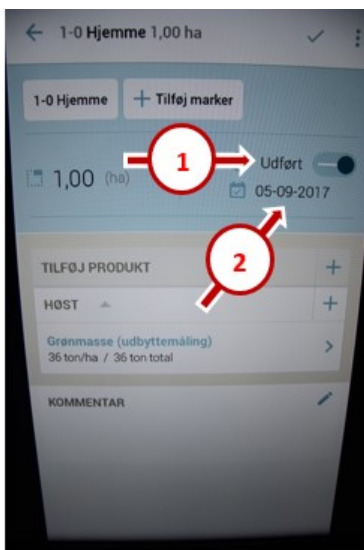 1-0 Hjemme 1,00 ha
1-0 Hjemme + Tilføj marker
1 Udført
1,00 (ha)
05-09-2017
2
TILFØJ PRODUKT +
HØST +
Grønmasse (udbyttemåling)
36 ton/ha / 36 ton total
KOMMENTAR